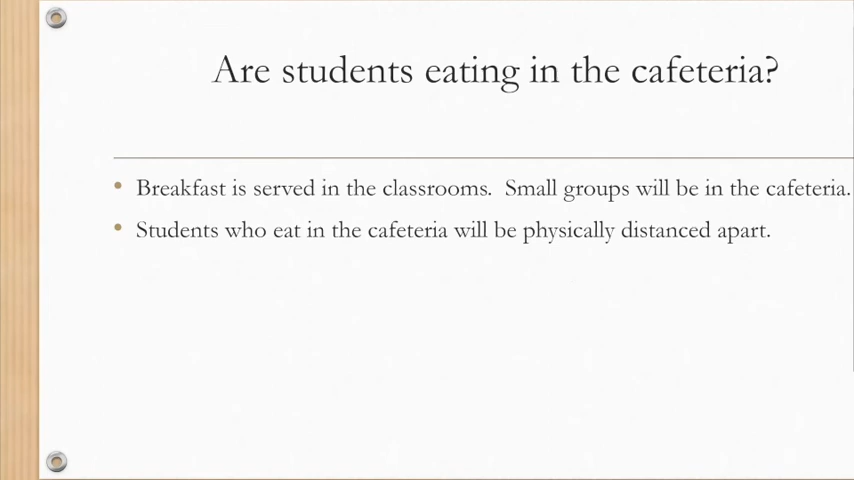 Are students eating in the cafeteria?
• Breakfast is served in the classrooms.  Small groups will be in the cafeteria.
• Students who eat in the cafeteria will be physically distanced apart.